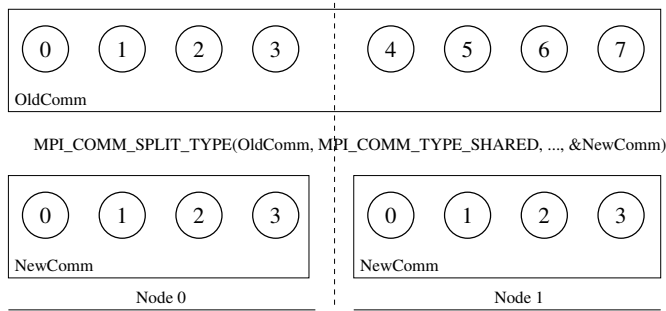 0 1 2 3 4 5 6 7
OldComm
MPI_COMM_SPLIT_TYPE(OldComm, MPI_COMM_TYPE_SHARED, ..., &NewComm)
0 1 2 3 0 1 2 3
NewComm NewComm
Node 0 Node 1